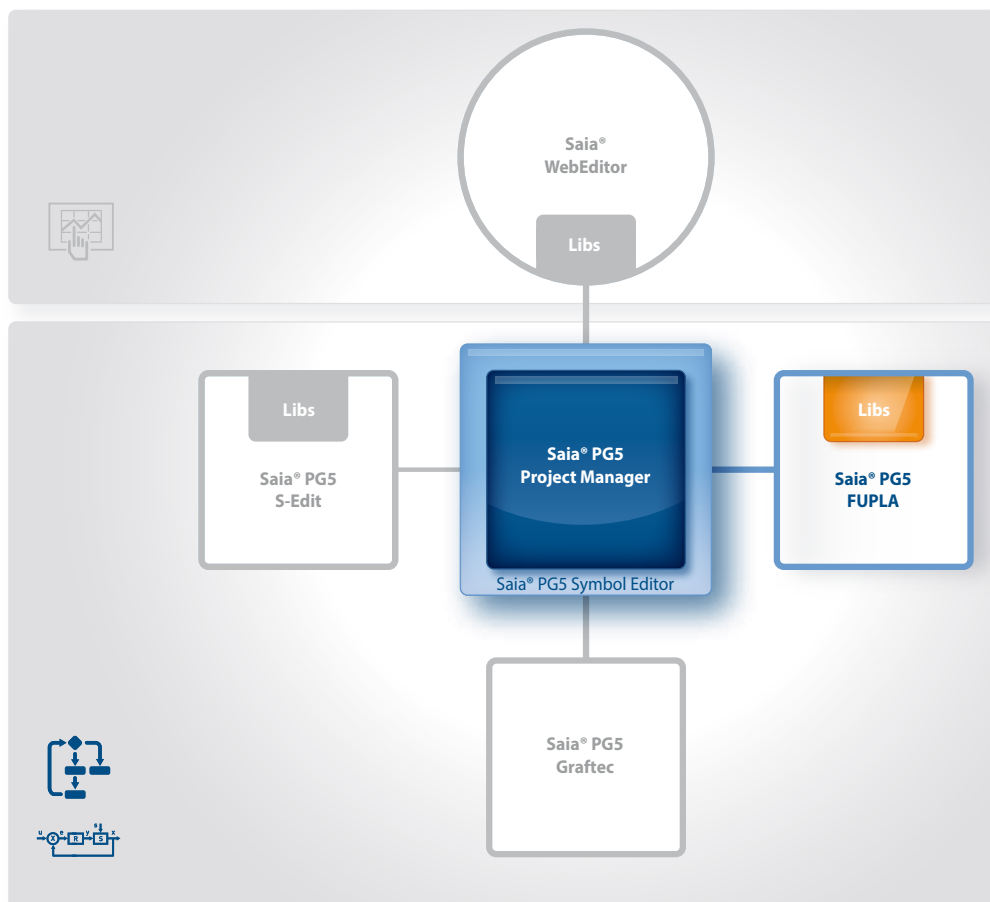 Saia®
WebEditor
Libs
Libs
Saia® PG5
S-Edit
Saia® PG5
Project Manager
Libs
Saia® PG5
FUPLA
Saia® PG5 Symbol Editor
Saia® PG5
Graftec
u X e R y S s x